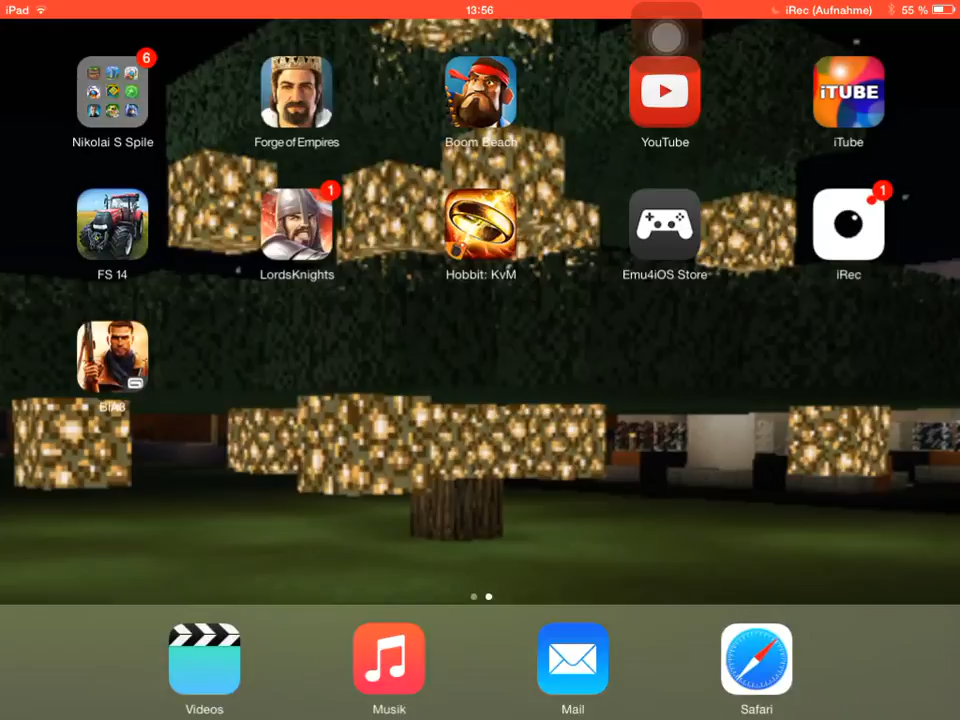 iPad 13:56 iRec (Aufnahme) 55 %
6
iTUBE
Nikolai S Spile Forge of Empires Boom Beach YouTube iTube
1 1
FS 14 LordsKnights Hobbit: KvM Emu4iOS Store iRec
BIA3
Videos Musik Mail Safari